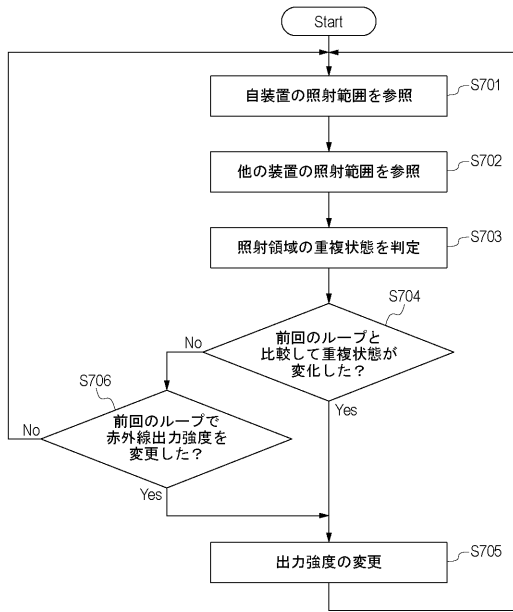 Start
自装置の照射範囲を参照
S701
他の装置の照射範囲を参照
S702
照射領域の重複状態を判定
S703
S704
前回のループと
比較して重複状態が
変化した？
No
Yes
S706
前回のループで
赤外線出力強度を
変更した？
No
Yes
出力強度の変更
S705